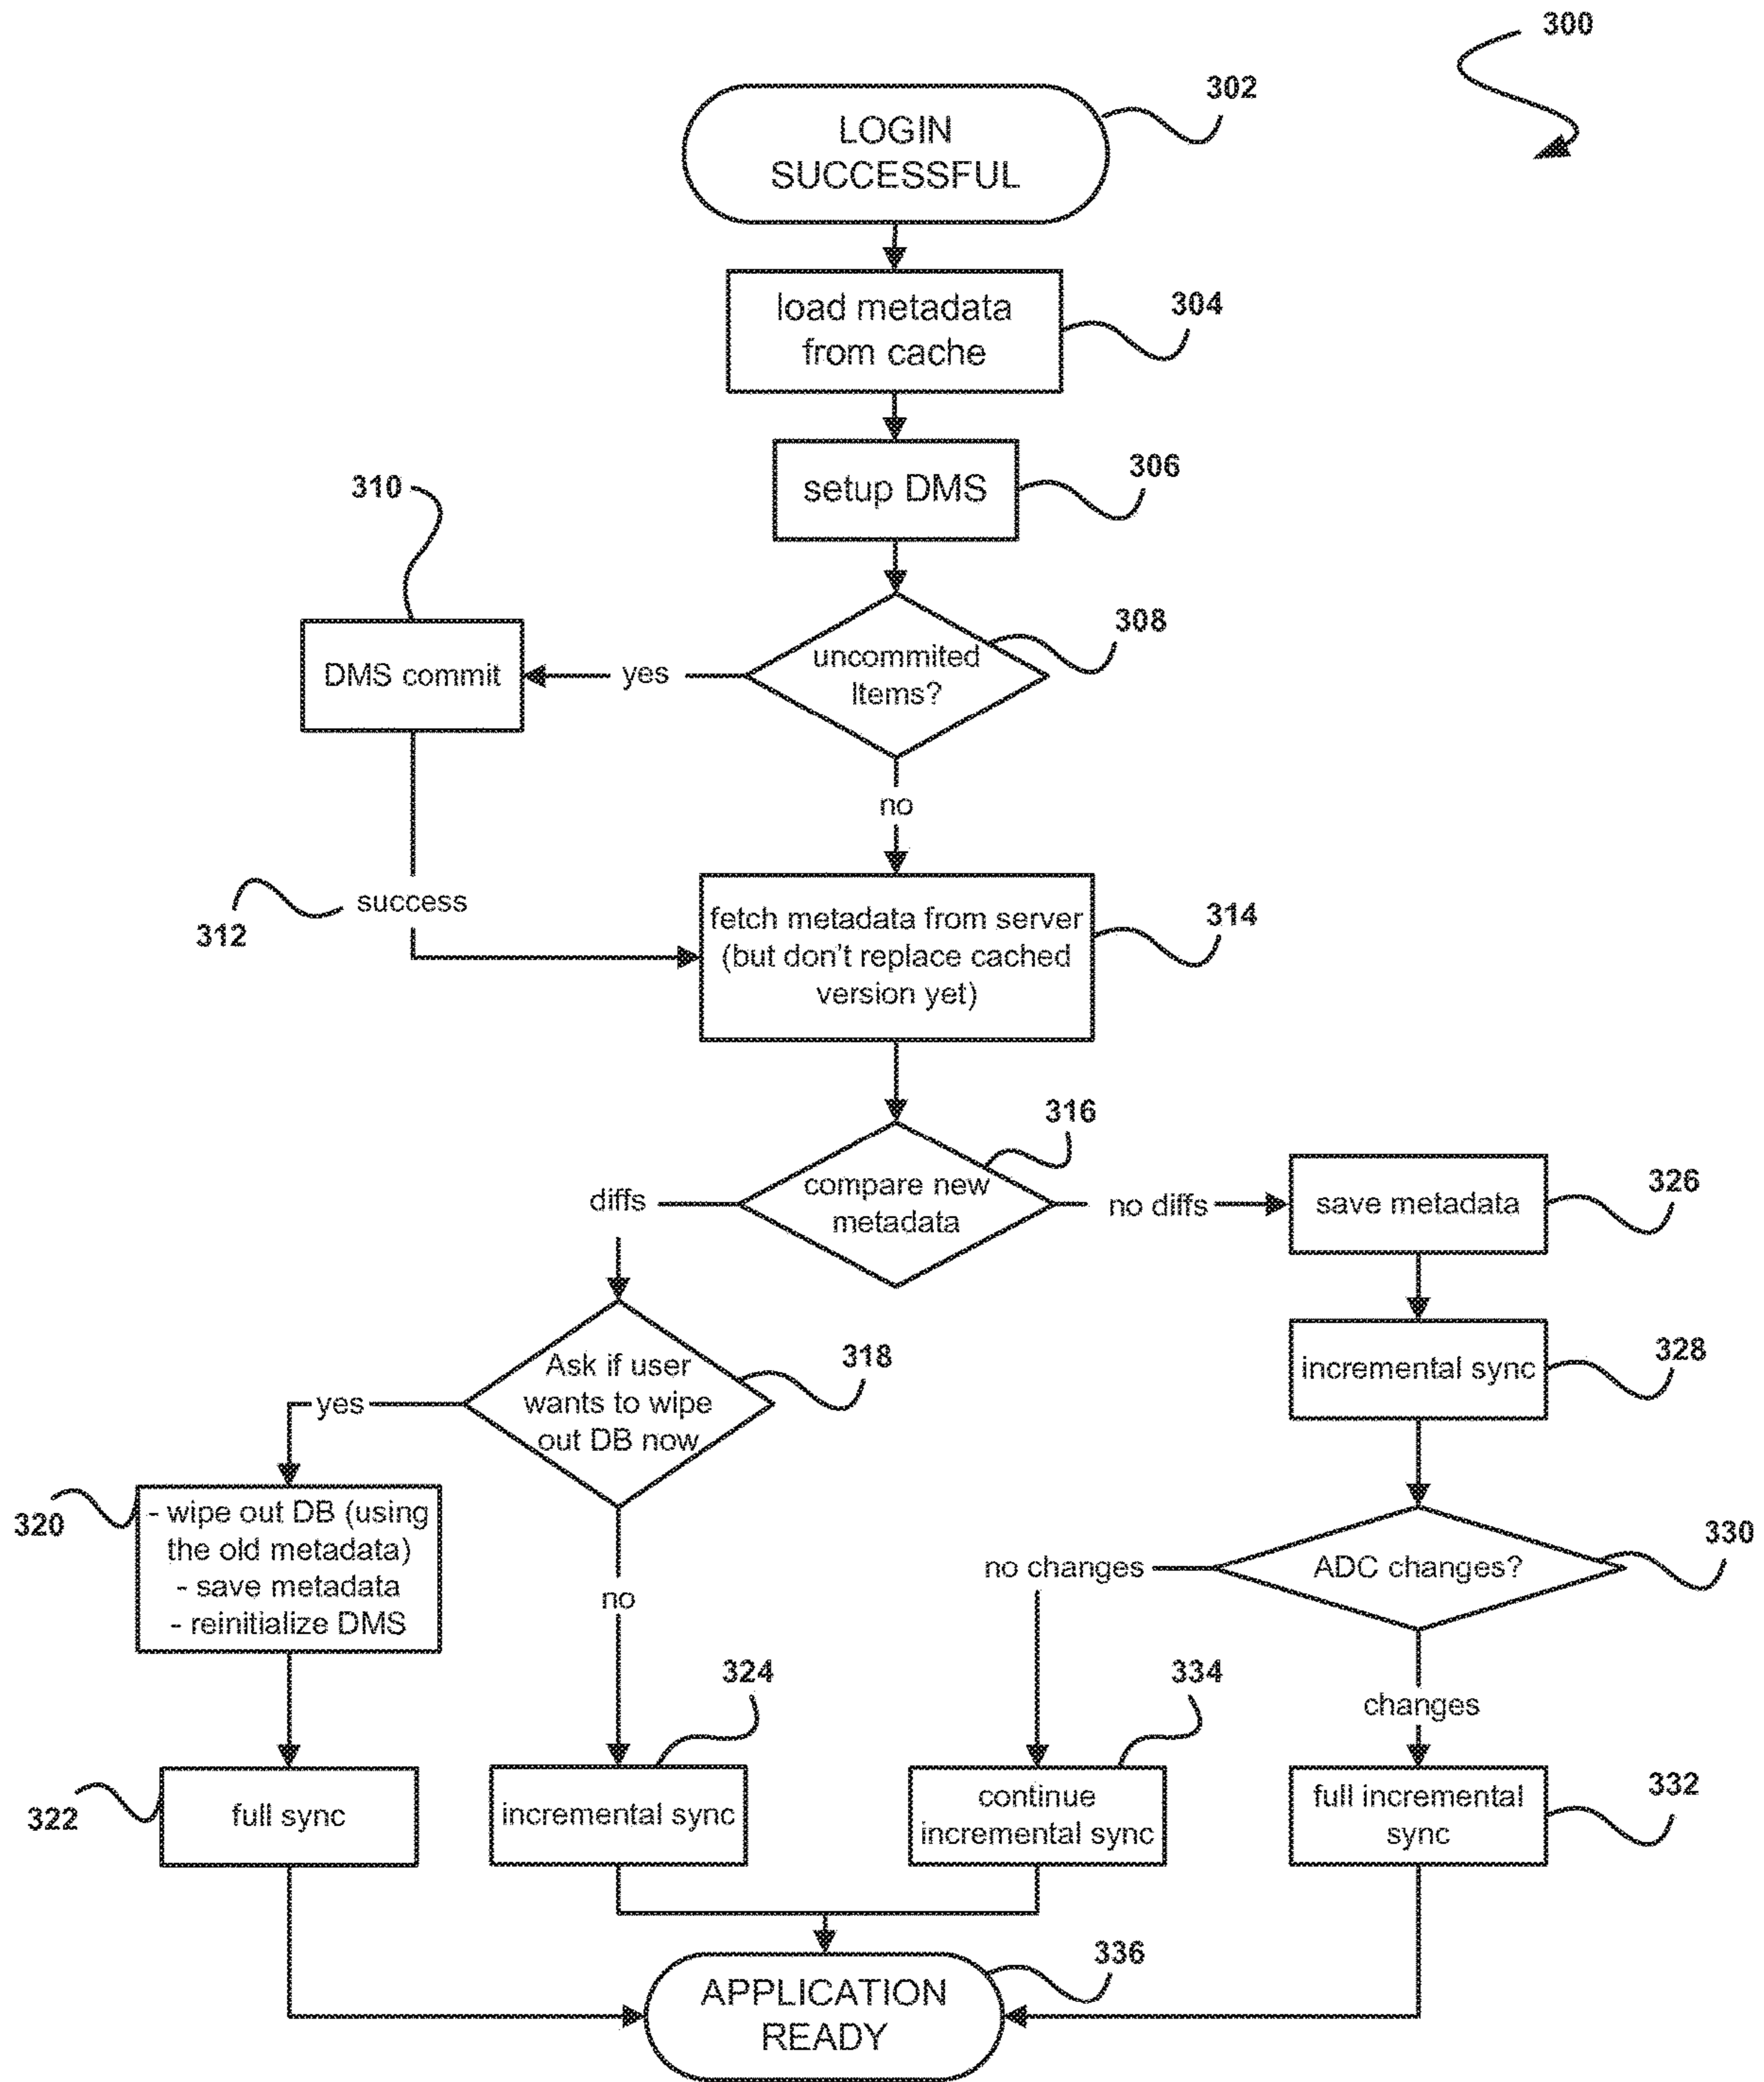 300
302
LOGIN
SUCCESSFUL
304
load metadata
from cache
306
setup DMS
310
308
uncommited
Items?
DMS commit
yes
no
success
312
314
fetch metadata from server
(but don't replace cached
version yet)
316
compare new
metadata
diffs
no diffs
save metadata
326
318
Ask if user
wants to wipe
out DB now
yes
incremental sync
328
320
- wipe out DB (using
the old metadata)
- save metadata
- reinitialize DMS
no
no changes
ADC changes?
330
324
334
changes
322
full sync
incremental sync
continue
incremental sync
full incremental
sync
332
336
APPLICATION
READY